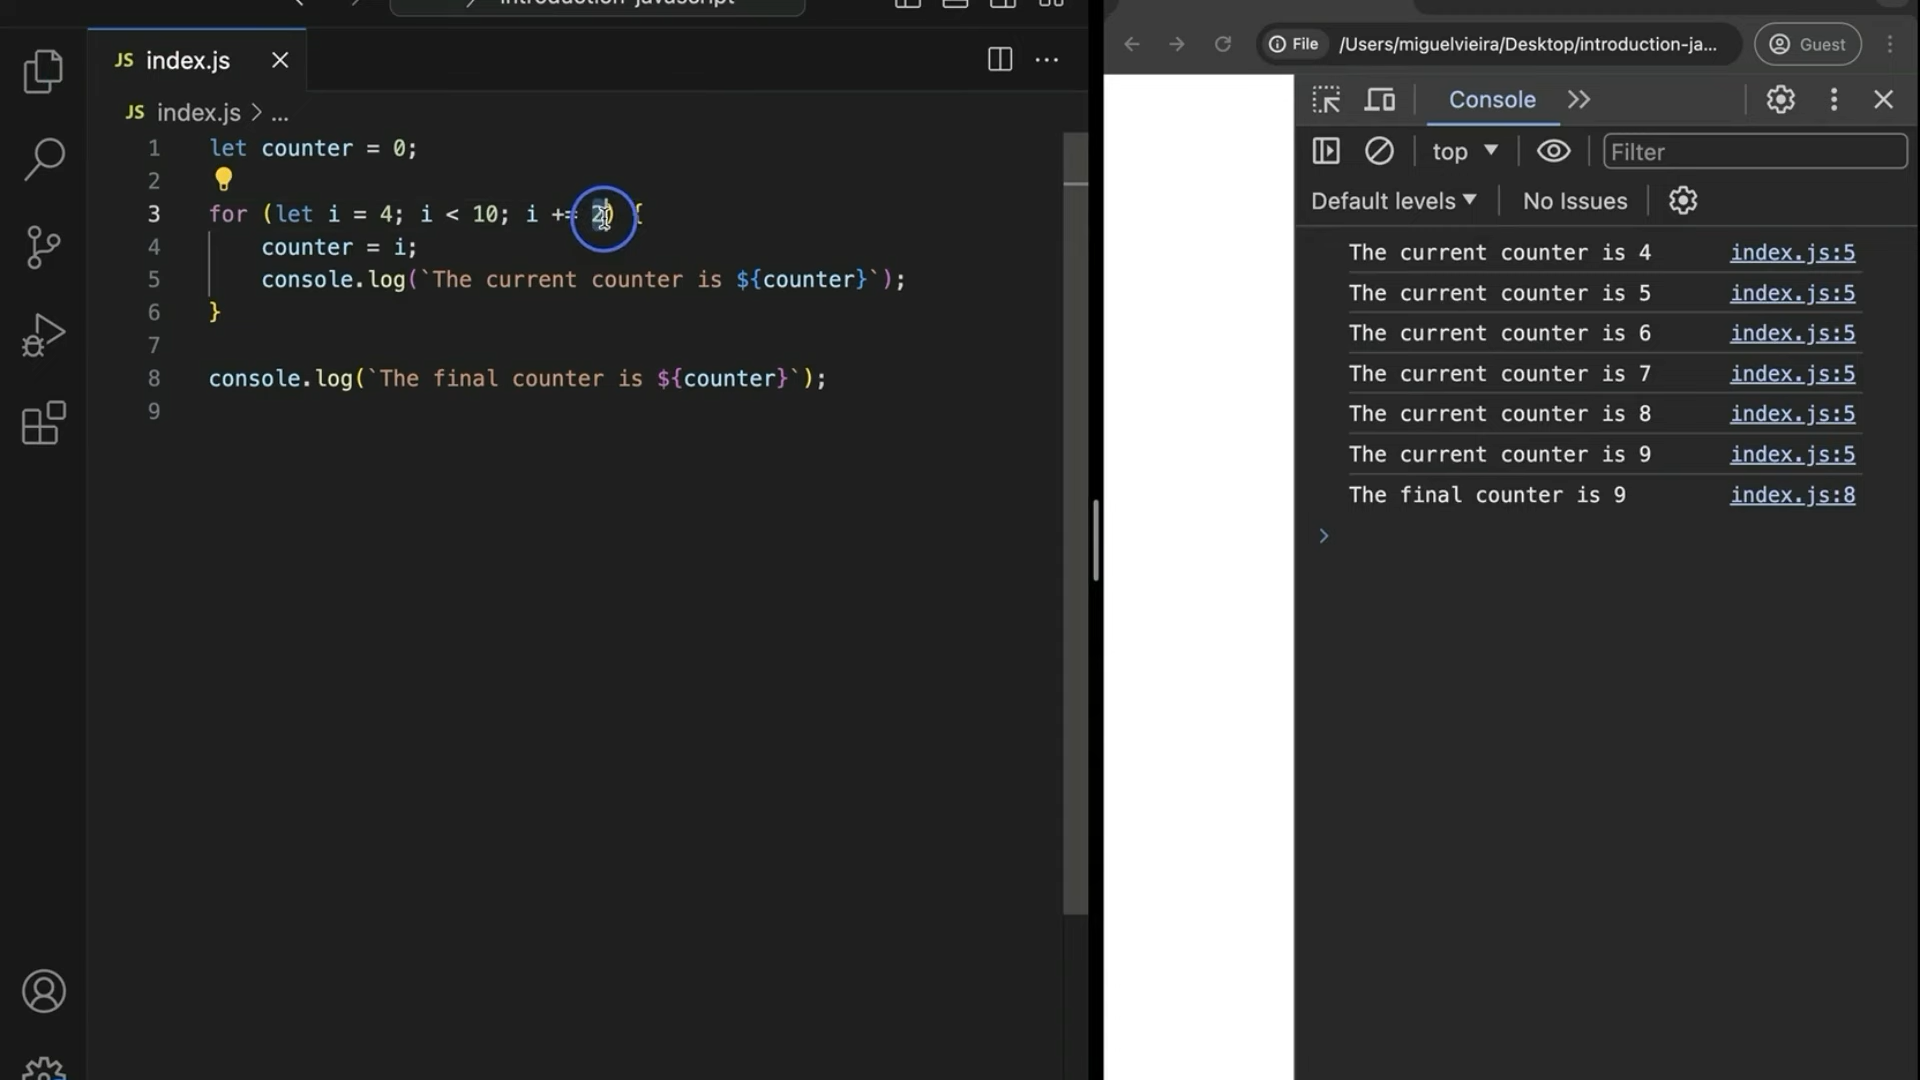 introduction-javascript
JS index.js
JS index.js > ...
1 let counter = 0;
2
3 for (let i = 4; i < 10; i += 2) {
4 counter = i;
5 console.log(`The current counter is ${counter}`);
6 }
7
8 console.log(`The final counter is ${counter}`);
9
File /Users/miguelvieira/Desktop/introduction-ja... Guest
Console
top Filter
Default levels No Issues
The current counter is 4 index.js:5
The current counter is 5 index.js:5
The current counter is 6 index.js:5
The current counter is 7 index.js:5
The current counter is 8 index.js:5
The current counter is 9 index.js:5
The final counter is 9 index.js:8